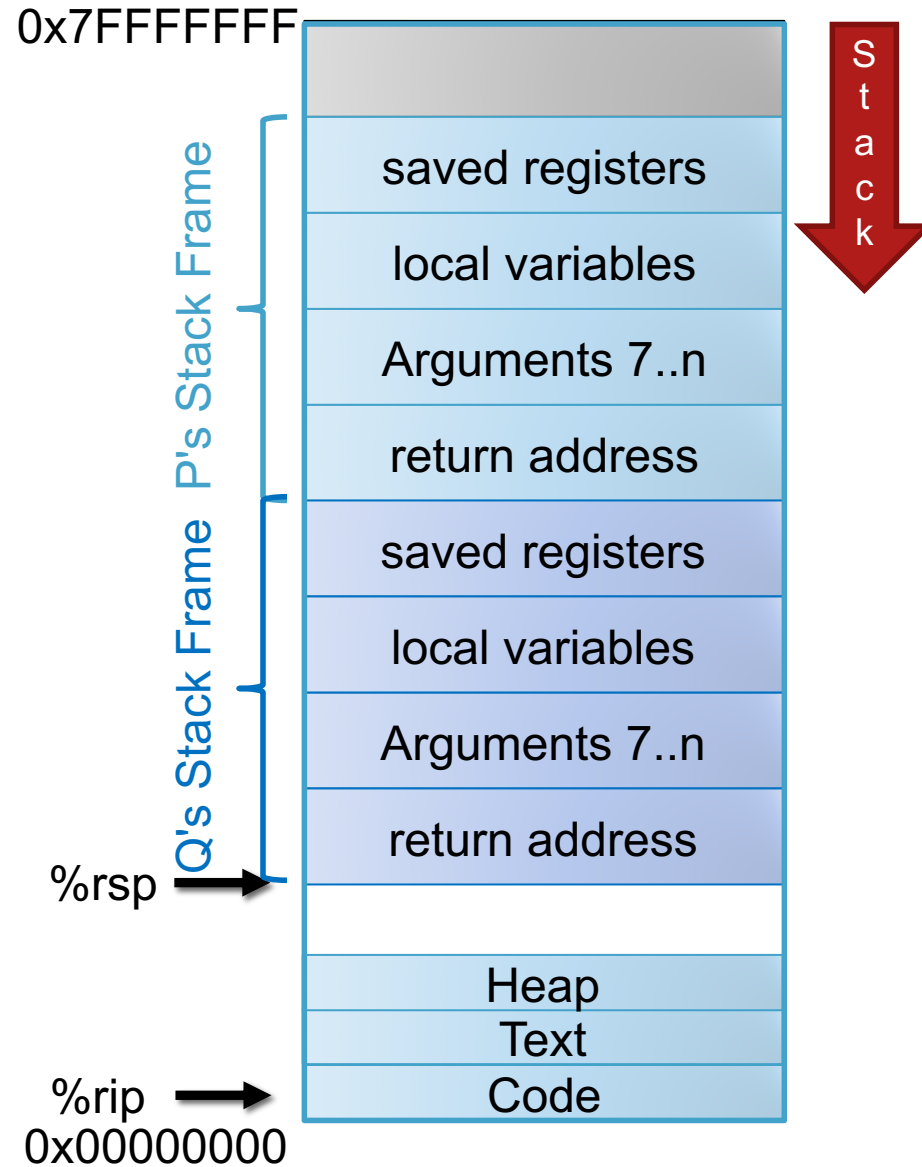 0x7FFFFFFF
Stack
P's Stack Frame
saved registers
local variables
Arguments 7..n
return address
Q's Stack Frame
saved registers
local variables
Arguments 7..n
return address
%rsp
Heap
Text
%rip
Code
0x00000000